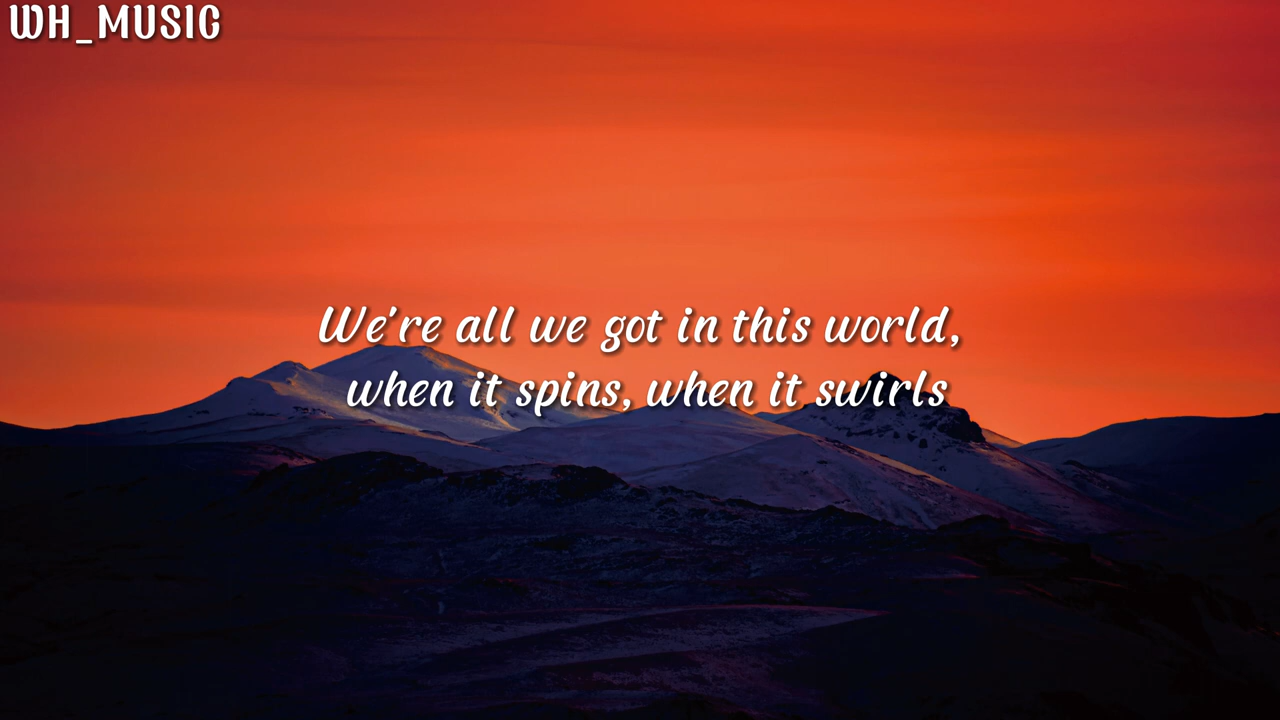 WH_MUSIC
We're all we got in this world,
when it spins, when it swirls